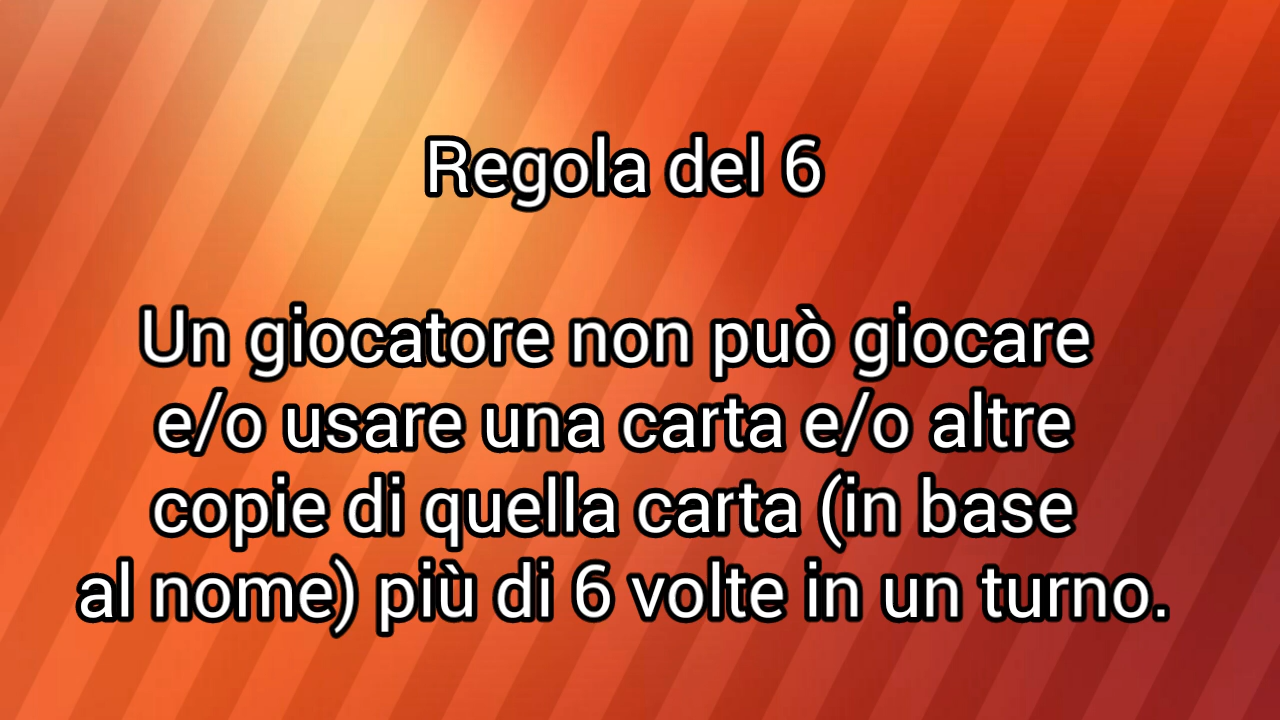 Regola del 6
Un giocatore non può giocare
e/o usare una carta e/o altre
copie di quella carta (in base
al nome) più di 6 volte in un turno.